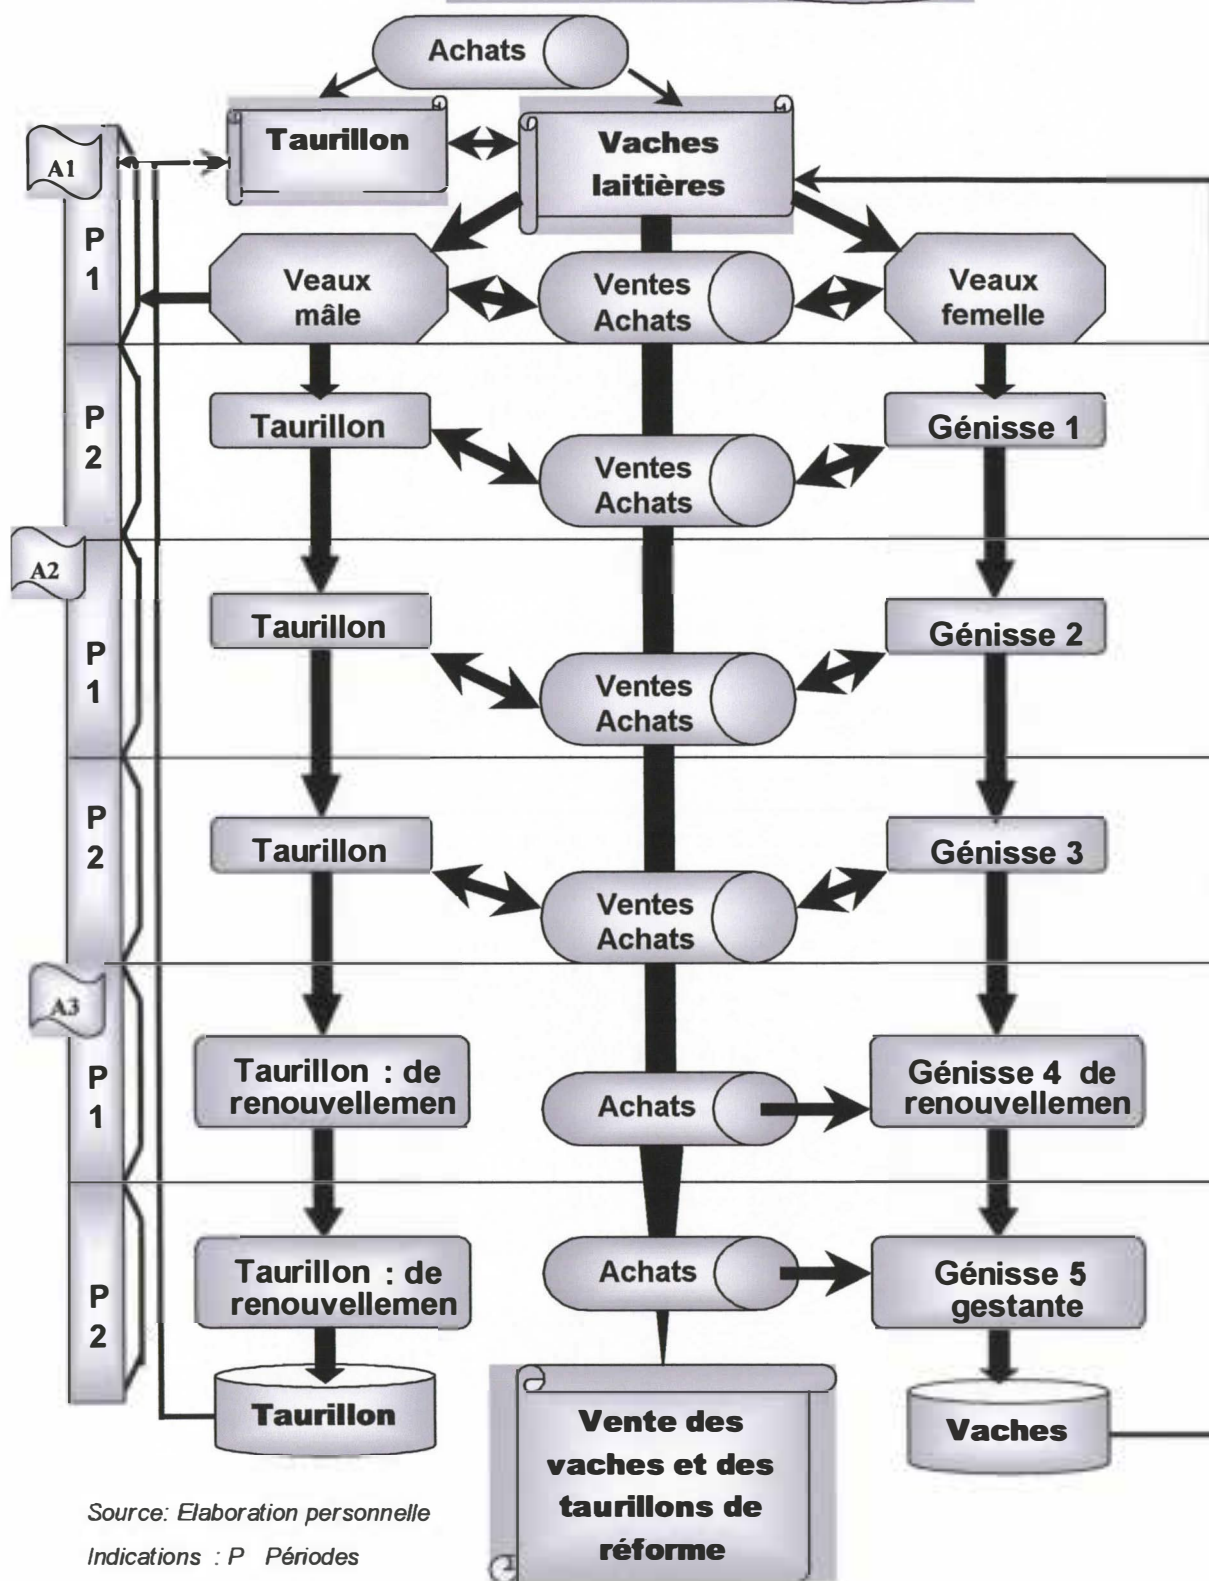 Achats
Taurillon
Vaches
laitières
A1
P
1
Veaux
mâle
Ventes
Achats
Veaux
femelle
P
2
Taurillon
Ventes
Achats
Génisse 1
A2
P
1
Taurillon
Ventes
Achats
Génisse 2
P
2
Taurillon
Ventes
Achats
Génisse 3
A3
P
1
Taurillon : de
renouvellemen
Achats
Génisse 4 de
renouvellemen
P
2
Taurillon : de
renouvellemen
Achats
Génisse 5
gestante
Taurillon
Vente des
vaches et des
taurillons de
réforme
Vaches
Source: Elaboration personnelle
Indications : P Périodes